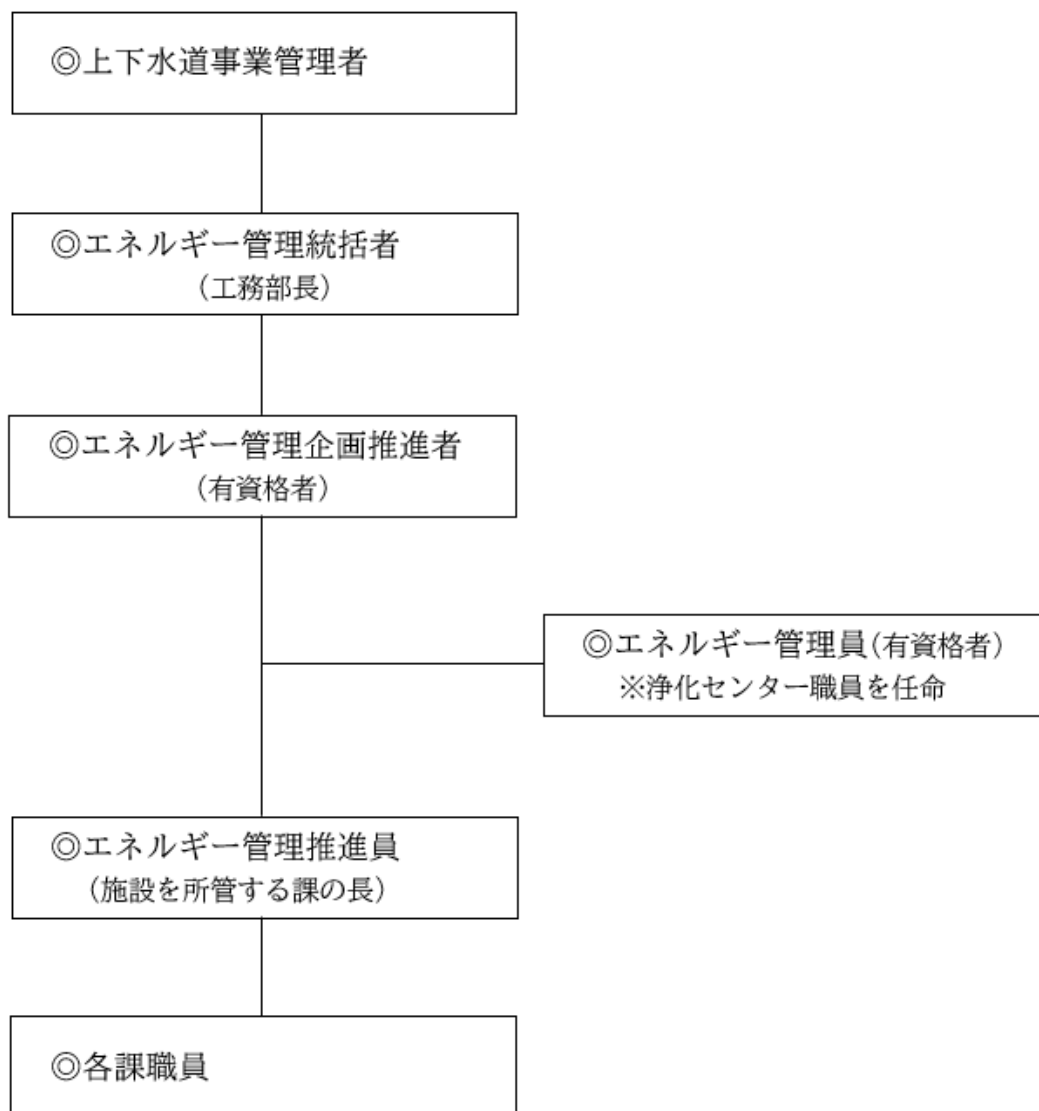 ◎上下水道事業管理者
◎エネルギー管理統括者
（工務部長）
◎エネルギー管理企画推進者
（有資格者）
◎エネルギー管理員（有資格者）
※浄化センター職員を任命
◎エネルギー管理推進員
（施設を所管する課の長）
◎各課職員